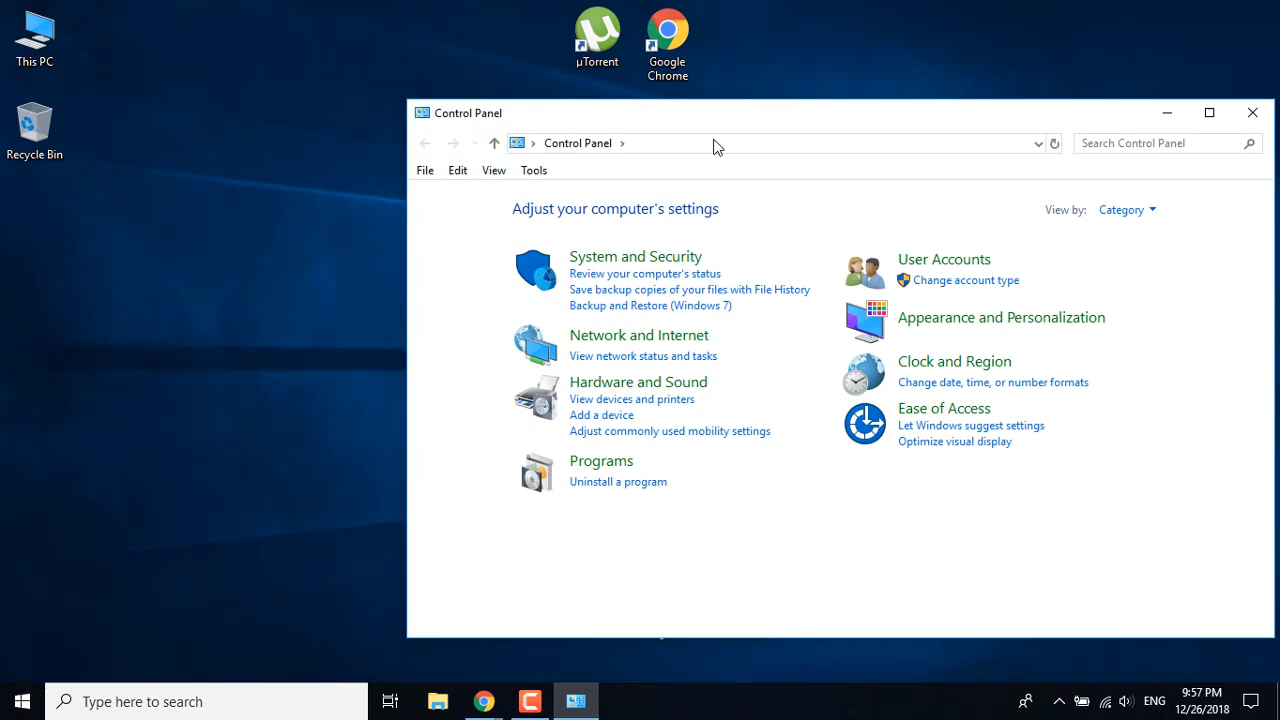 This PC
Recycle Bin
µ
µTorrent
Google
Chrome
Control Panel
Control Panel
Search Control Panel
File Edit View Tools
Adjust your computer's settings
View by: Category
System and Security
Review your computer's status
Save backup copies of your files with File History
Backup and Restore (Windows 7)
Network and Internet
View network status and tasks
Hardware and Sound
View devices and printers
Add a device
Adjust commonly used mobility settings
Programs
Uninstall a program
User Accounts
Change account type
Appearance and Personalization
Clock and Region
Change date, time, or number formats
Ease of Access
Let Windows suggest settings
Optimize visual display
Type here to search
C
ENG
9:57 PM
12/26/2018